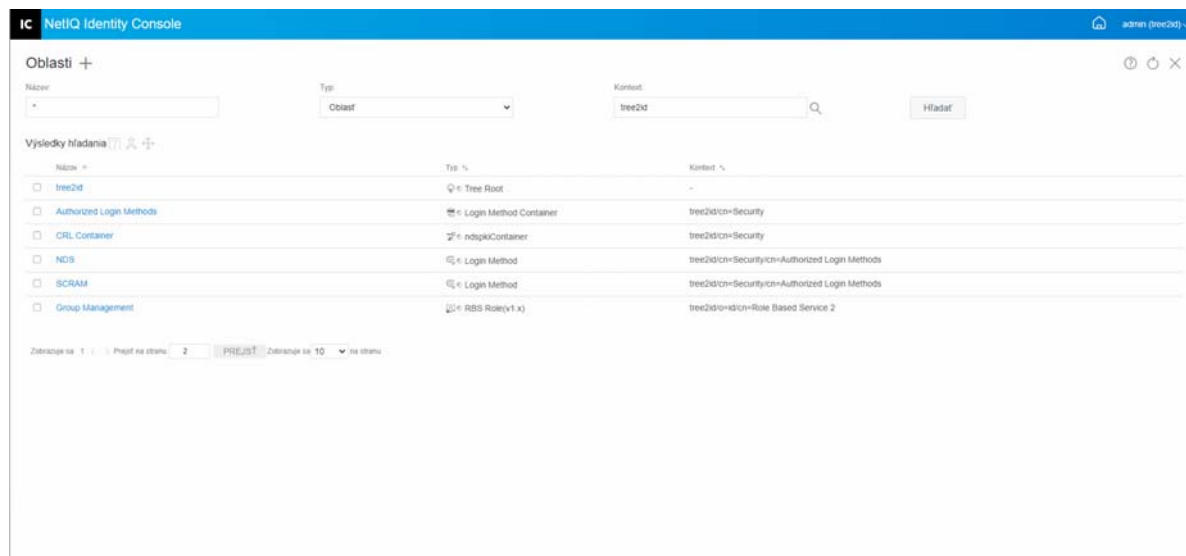 IC NetIQ Identity Console admin (tree2id)
Oblasti
Názov: Typ: Kontext:
* Oblasť tree2id Hľadať
Výsledky hľadania
Názov Typ Kontext
tree2id Tree Root -
Authorized Login Methods Login Method Container tree2id/cn=Security
CRL Container ndspkiContainer tree2id/cn=Security
NDS Login Method tree2id/cn=Security/cn=Authorized Login Methods
SCRAM Login Method tree2id/cn=Security/cn=Authorized Login Methods
Group Management RBS Role(v1.x) tree2id/o=id/cn=Role Based Service 2
Zobrazuje sa 1 Prejsť na stranu 2 PREJSŤ Zobrazuje sa 10 na stranu